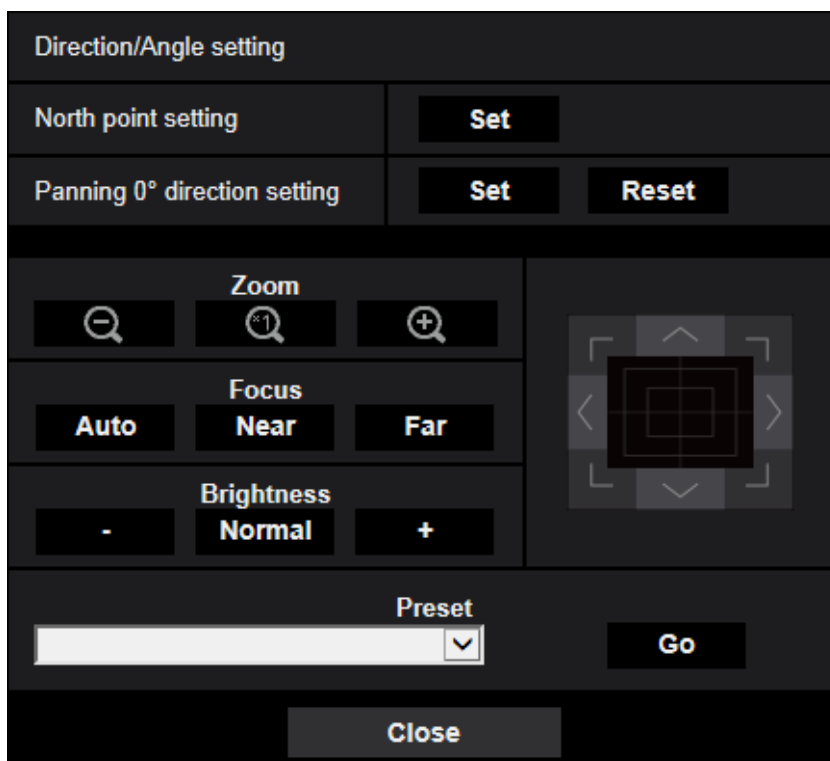 Direction/Angle setting
North point setting Set
Panning 0° direction setting Set Reset
Zoom
×1
Focus
Auto Near Far
Brightness
- Normal +
Preset
Go
Close